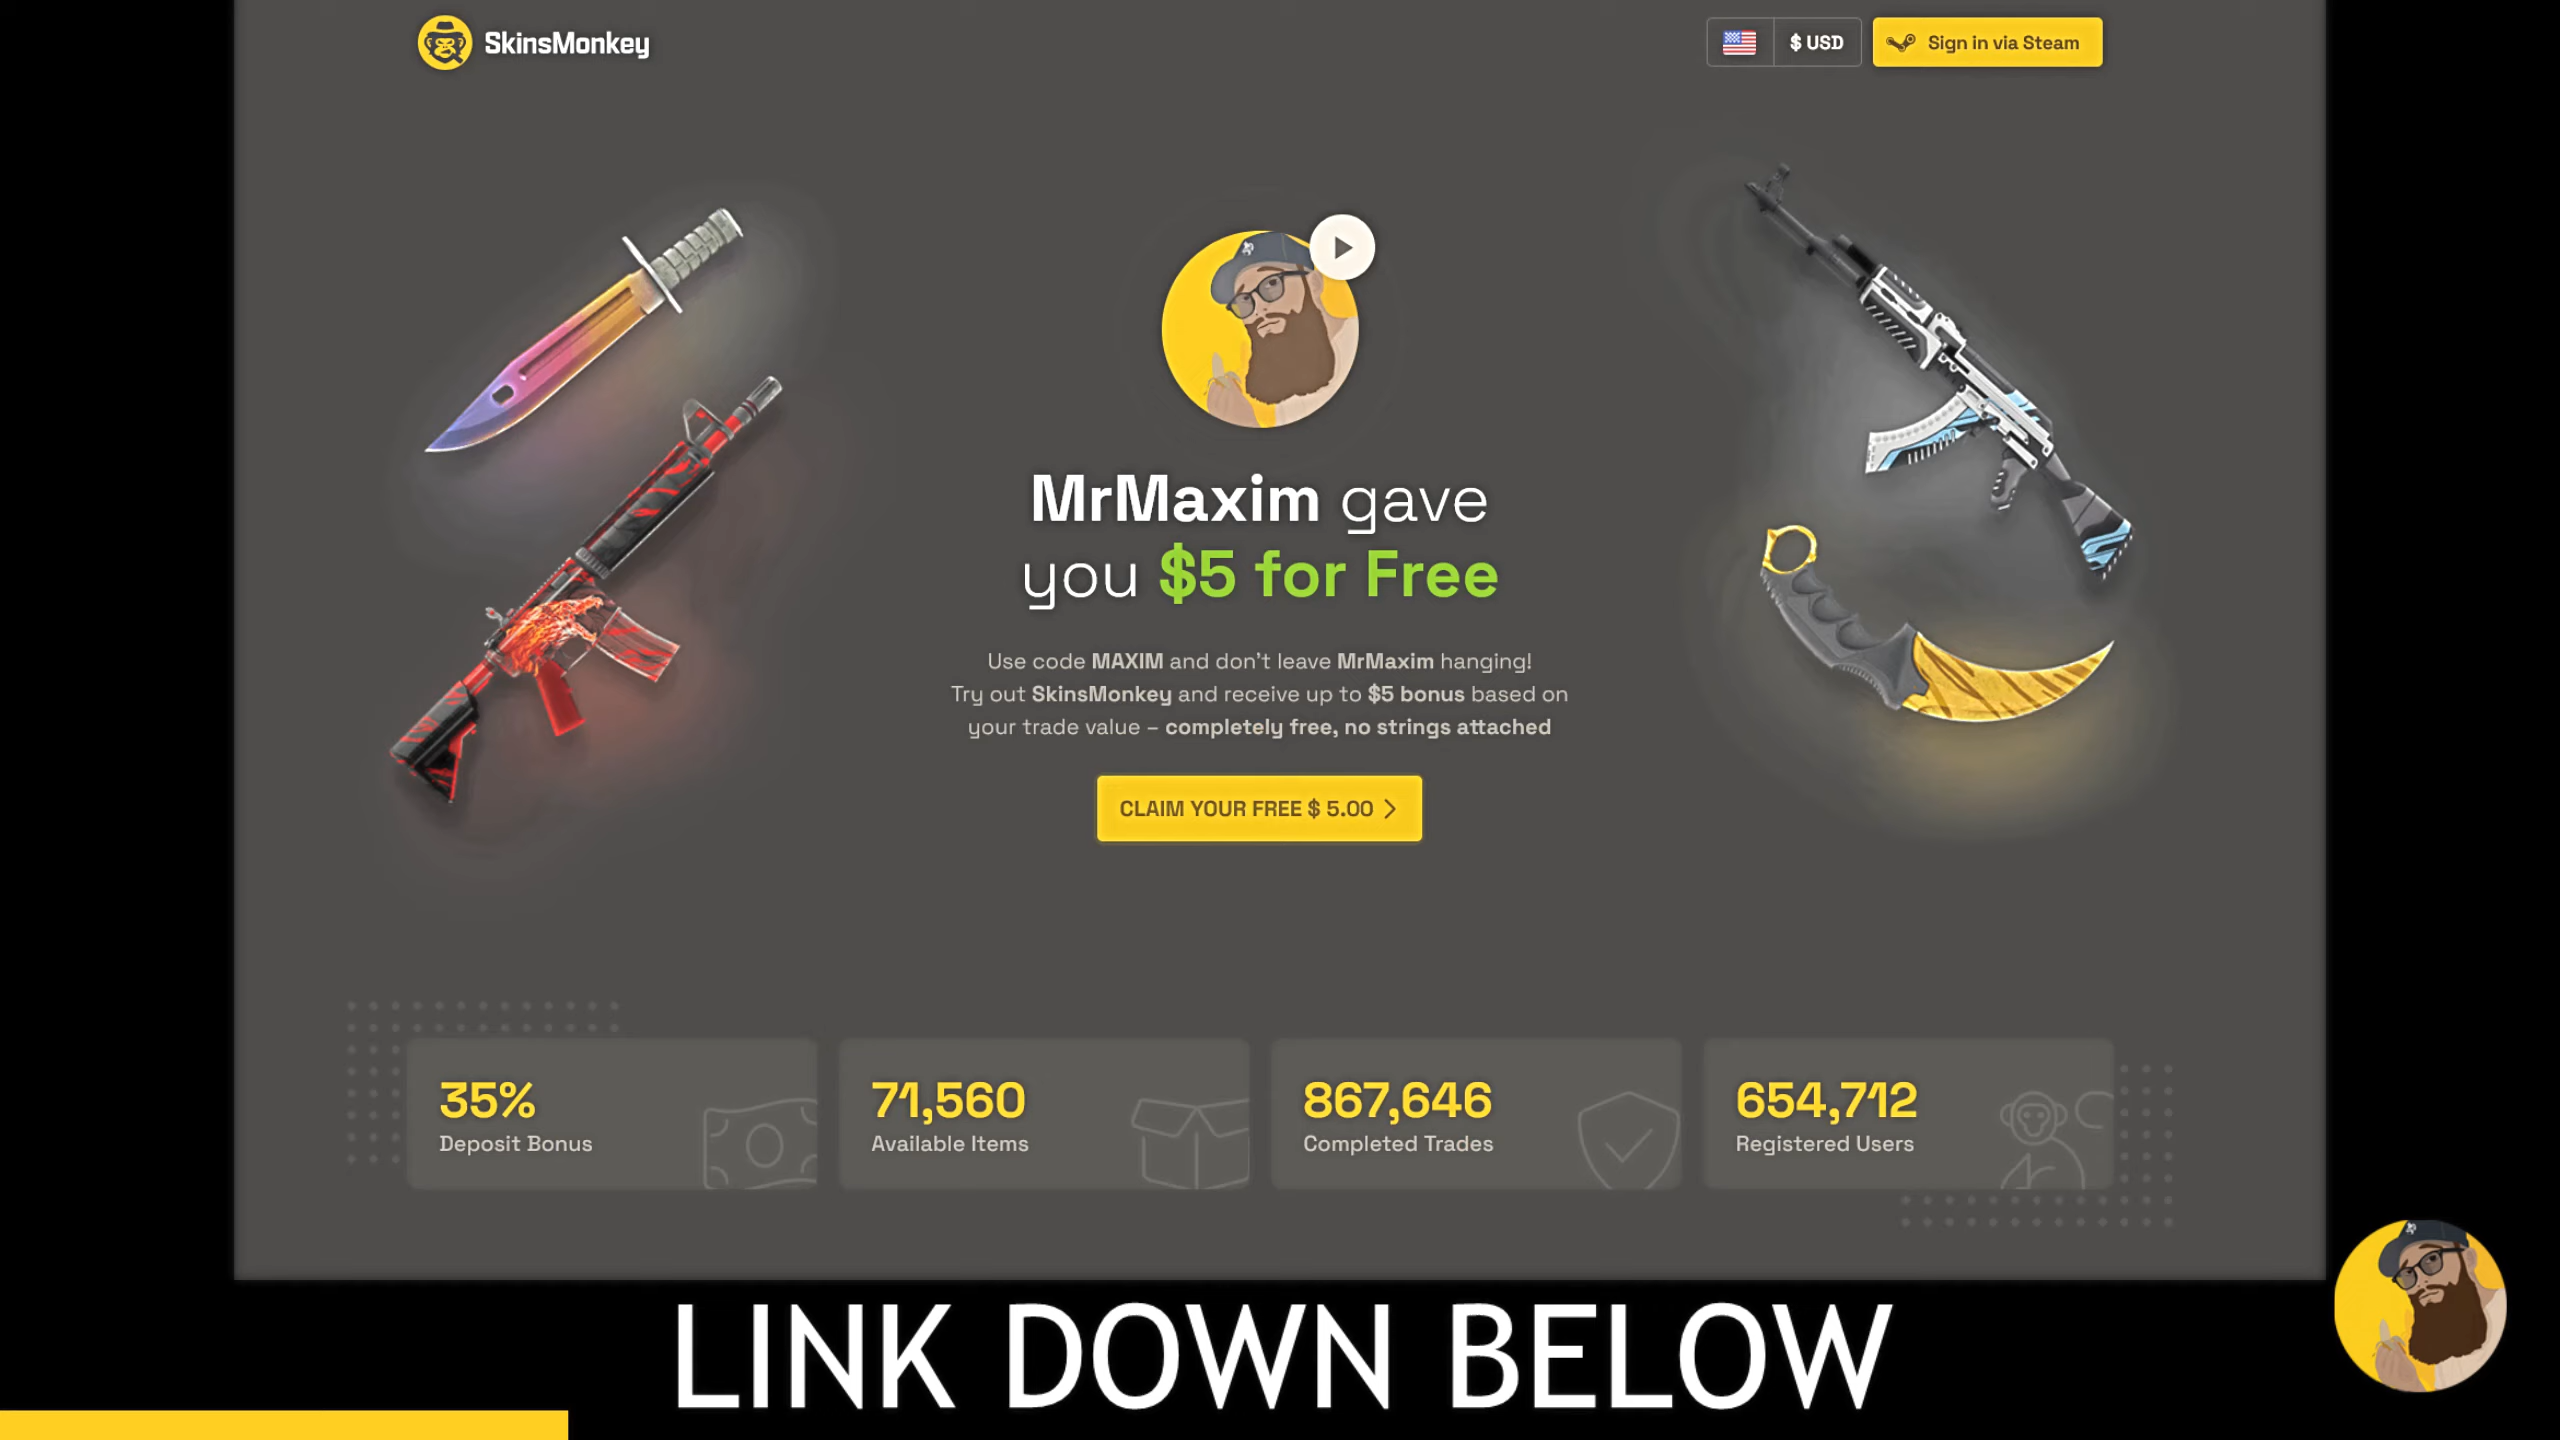 SkinsMonkey
$ USD
Sign in via Steam
MrMaxim gave
you $5 for Free
Use code MAXIM and don't leave MrMaxim hanging!
Try out SkinsMonkey and receive up to $5 bonus based on
your trade value – completely free, no strings attached
CLAIM YOUR FREE $ 5.00
35%
Deposit Bonus
71,560
Available Items
867,646
Completed Trades
654,712
Registered Users
LINK DOWN BELOW